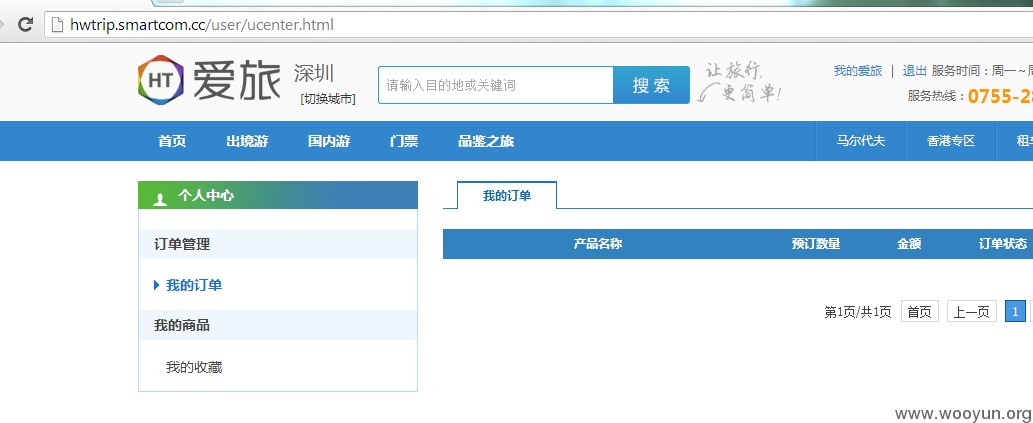 hwtrip.smartcom.cc/user/ucenter.html
HT 爱旅 深圳
[切换城市]
请输入目的地或关键词
搜 索
让旅行,
更简单!
我的爱旅 | 退出 服务时间：周一~
服务热线：0755-28
首页 出境游 国内游 门票 品鉴之旅 马尔代夫 香港专区 租
个人中心
订单管理
我的订单
我的商品
我的收藏
我的订单
产品名称 预订数量 金额 订单状态
第1页/共1页 首页 上一页 1
www.wooyun.org